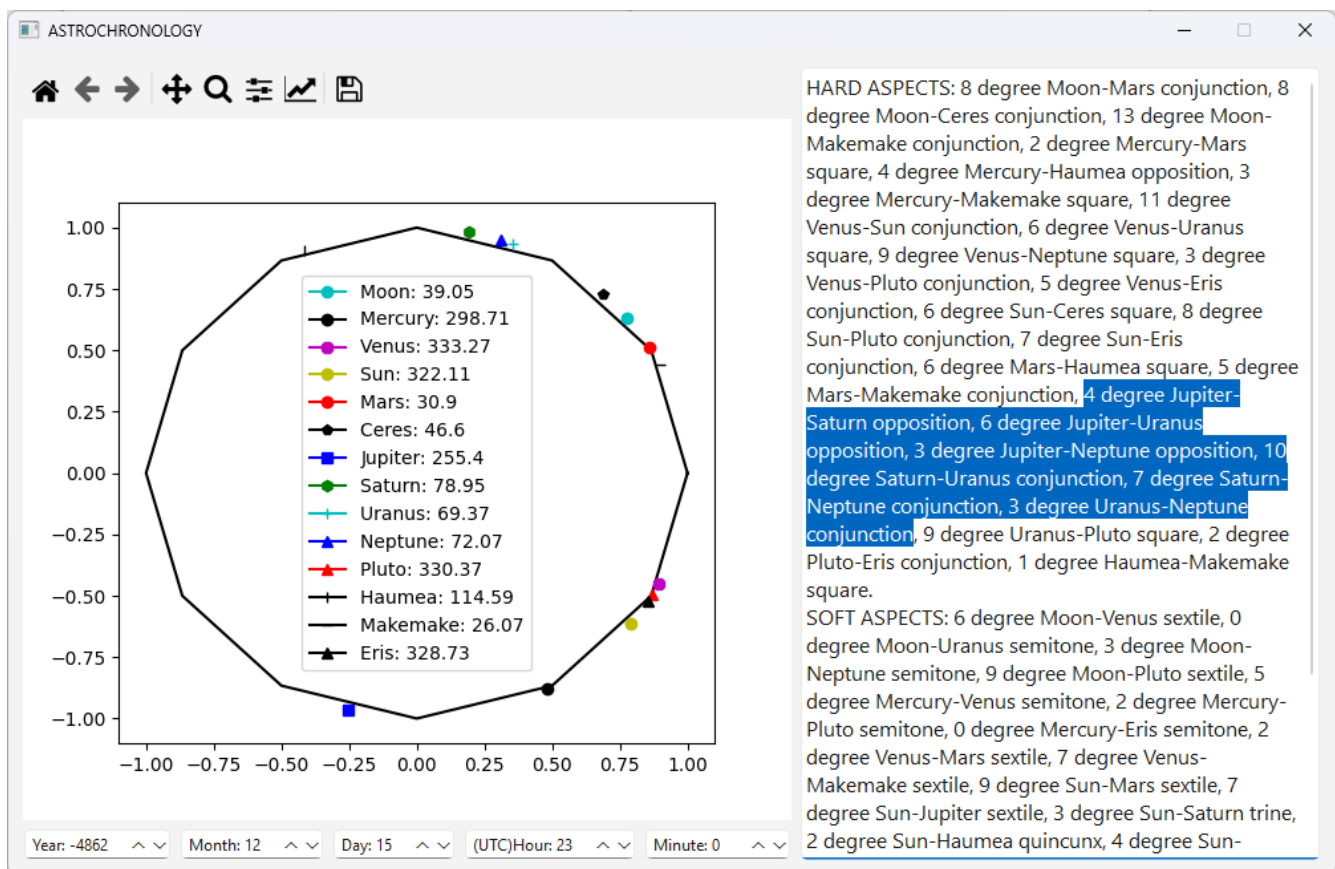 ASTROCHRONOLOGY
1.00
0.75
0.50
0.25
0.00
−0.25
−0.50
−0.75
−1.00
−1.00 −0.75 −0.50 −0.25 0.00 0.25 0.50 0.75 1.00
Moon: 39.05
Mercury: 298.71
Venus: 333.27
Sun: 322.11
Mars: 30.9
Ceres: 46.6
Jupiter: 255.4
Saturn: 78.95
Uranus: 69.37
Neptune: 72.07
Pluto: 330.37
Haumea: 114.59
Makemake: 26.07
Eris: 328.73
Year: -4862 Month: 12 Day: 15 (UTC)Hour: 23 Minute: 0
HARD ASPECTS: 8 degree Moon-Mars conjunction, 8
degree Moon-Ceres conjunction, 13 degree Moon-
Makemake conjunction, 2 degree Mercury-Mars
square, 4 degree Mercury-Haumea opposition, 3
degree Mercury-Makemake square, 11 degree
Venus-Sun conjunction, 6 degree Venus-Uranus
square, 9 degree Venus-Neptune square, 3 degree
Venus-Pluto conjunction, 5 degree Venus-Eris
conjunction, 6 degree Sun-Ceres square, 8 degree
Sun-Pluto conjunction, 7 degree Sun-Eris
conjunction, 6 degree Mars-Haumea square, 5 degree
Mars-Makemake conjunction, 4 degree Jupiter-
Saturn opposition, 6 degree Jupiter-Uranus
opposition, 3 degree Jupiter-Neptune opposition, 10
degree Saturn-Uranus conjunction, 7 degree Saturn-
Neptune conjunction, 3 degree Uranus-Neptune
conjunction, 9 degree Uranus-Pluto square, 2 degree
Pluto-Eris conjunction, 1 degree Haumea-Makemake
square.
SOFT ASPECTS: 6 degree Moon-Venus sextile, 0
degree Moon-Uranus semitone, 3 degree Moon-
Neptune semitone, 9 degree Moon-Pluto sextile, 5
degree Mercury-Venus semitone, 2 degree Mercury-
Pluto semitone, 0 degree Mercury-Eris semitone, 2
degree Venus-Mars sextile, 7 degree Venus-
Makemake sextile, 9 degree Sun-Mars sextile, 7
degree Sun-Jupiter sextile, 3 degree Sun-Saturn trine,
2 degree Sun-Haumea quincunx, 4 degree Sun-